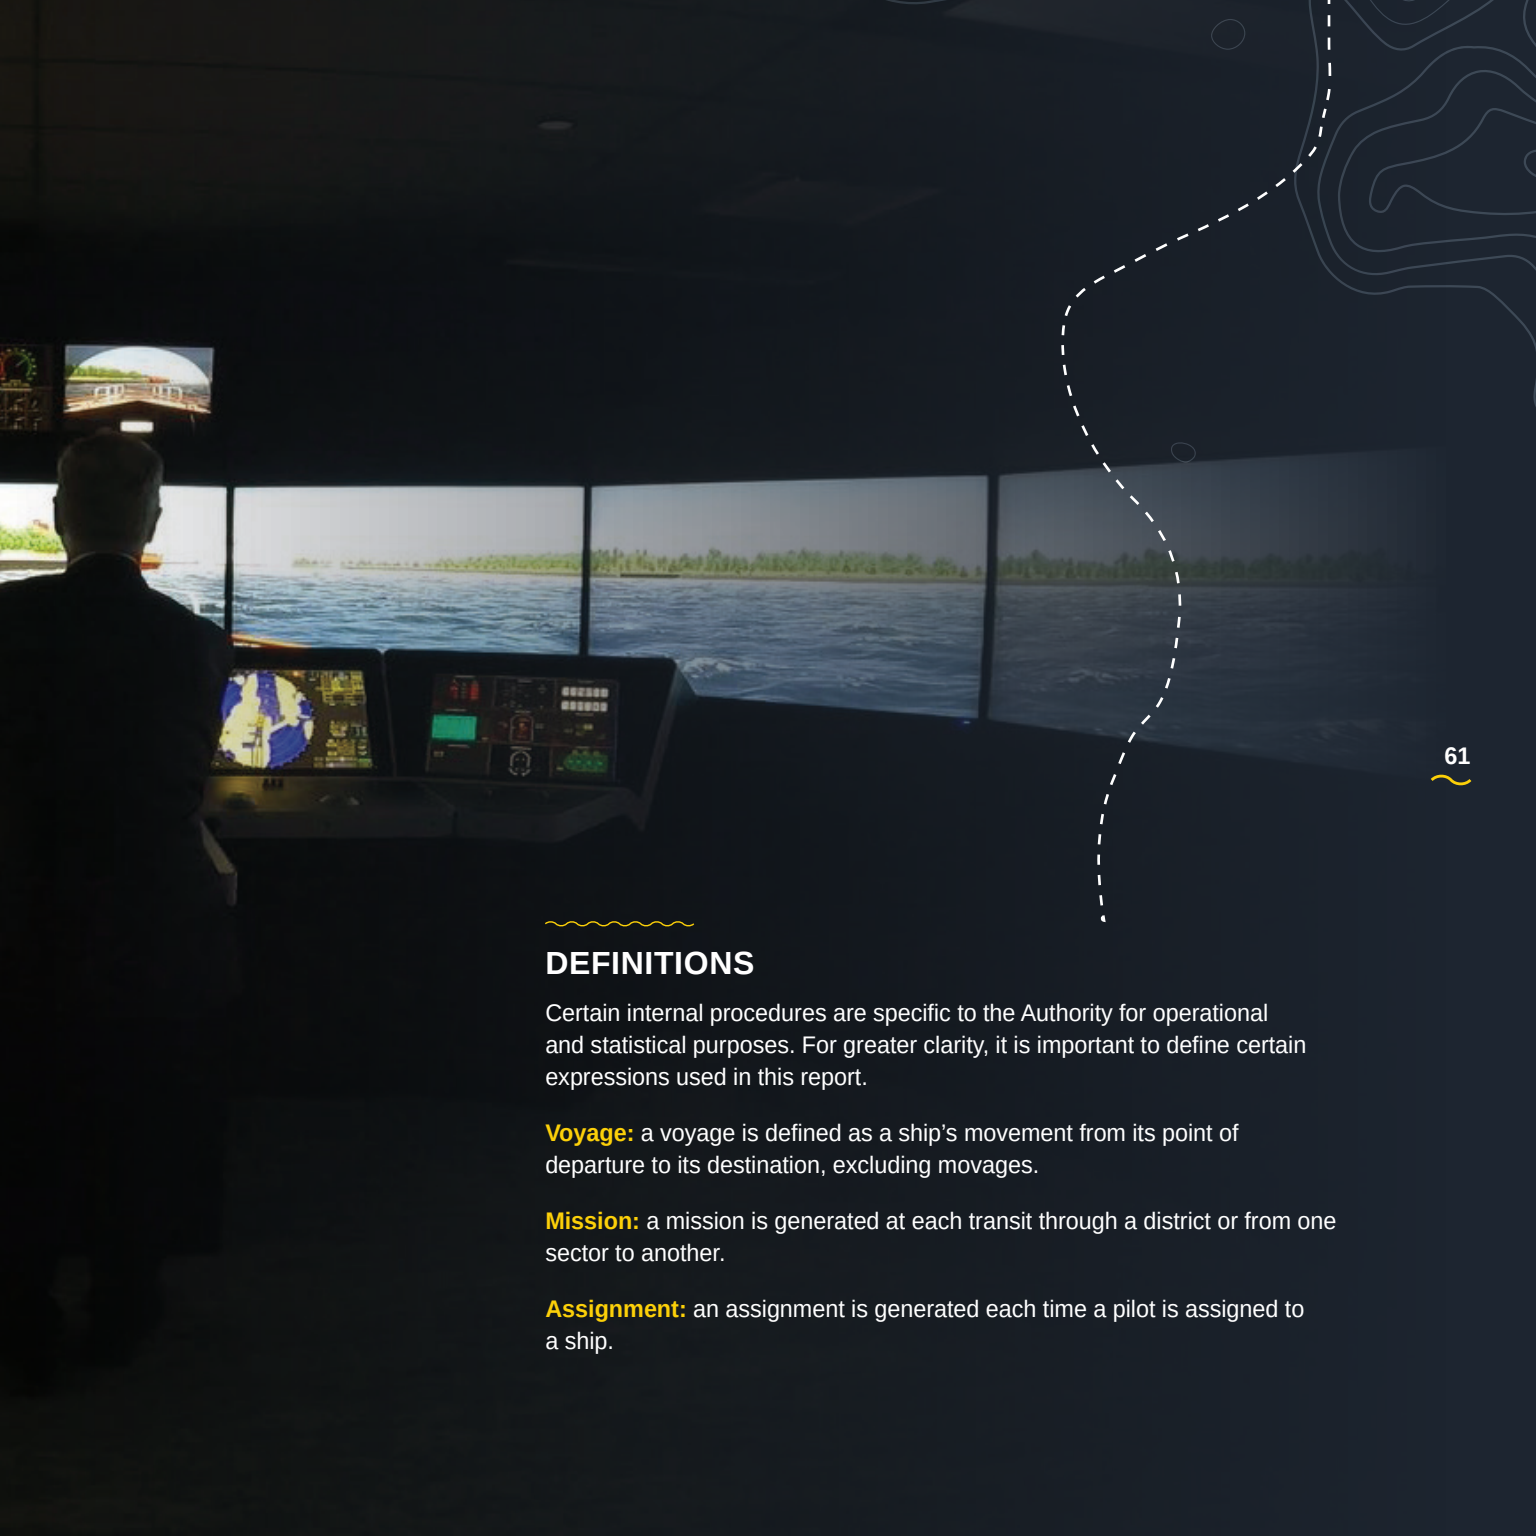 61
DEFINITIONS
Certain internal procedures are specific to the Authority for operational
and statistical purposes. For greater clarity, it is important to define certain
expressions used in this report.
Voyage: a voyage is defined as a ship’s movement from its point of
departure to its destination, excluding movages.
Mission: a mission is generated at each transit through a district or from one
sector to another.
Assignment: an assignment is generated each time a pilot is assigned to
a ship.